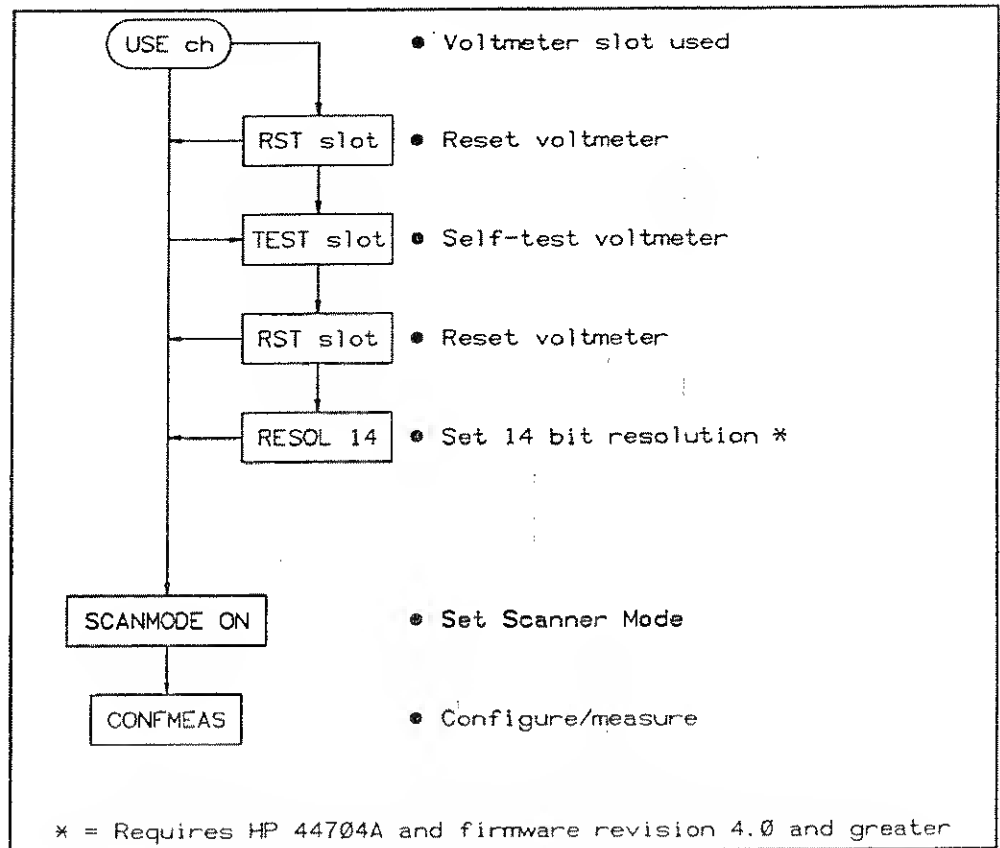 USE ch ● Voltmeter slot used
RST slot ● Reset voltmeter
TEST slot ● Self-test voltmeter
RST slot ● Reset voltmeter
RESOL 14 ● Set 14 bit resolution *
SCANMODE ON ● Set Scanner Mode
CONFMEAS ● Configure/measure
* = Requires HP 44704A and firmware revision 4.0 and greater